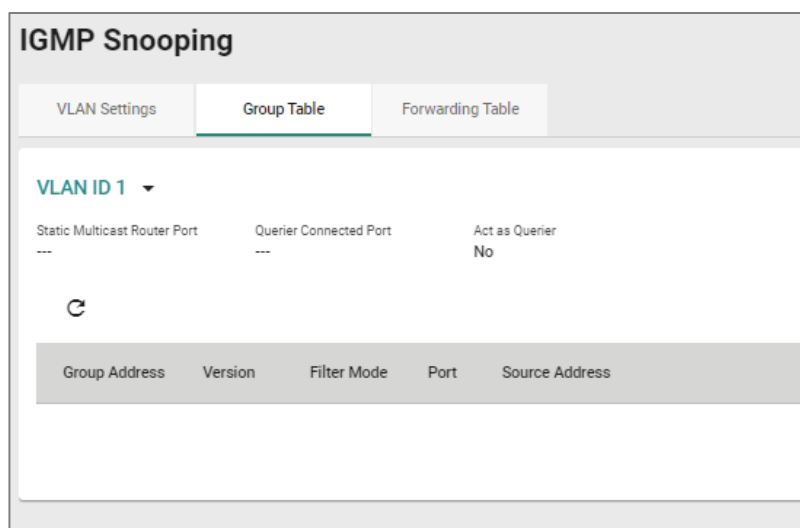 IGMP Snooping
VLAN Settings Group Table Forwarding Table
VLAN ID 1
Static Multicast Router Port Querier Connected Port Act as Querier
--- --- No
Group Address Version Filter Mode Port Source Address